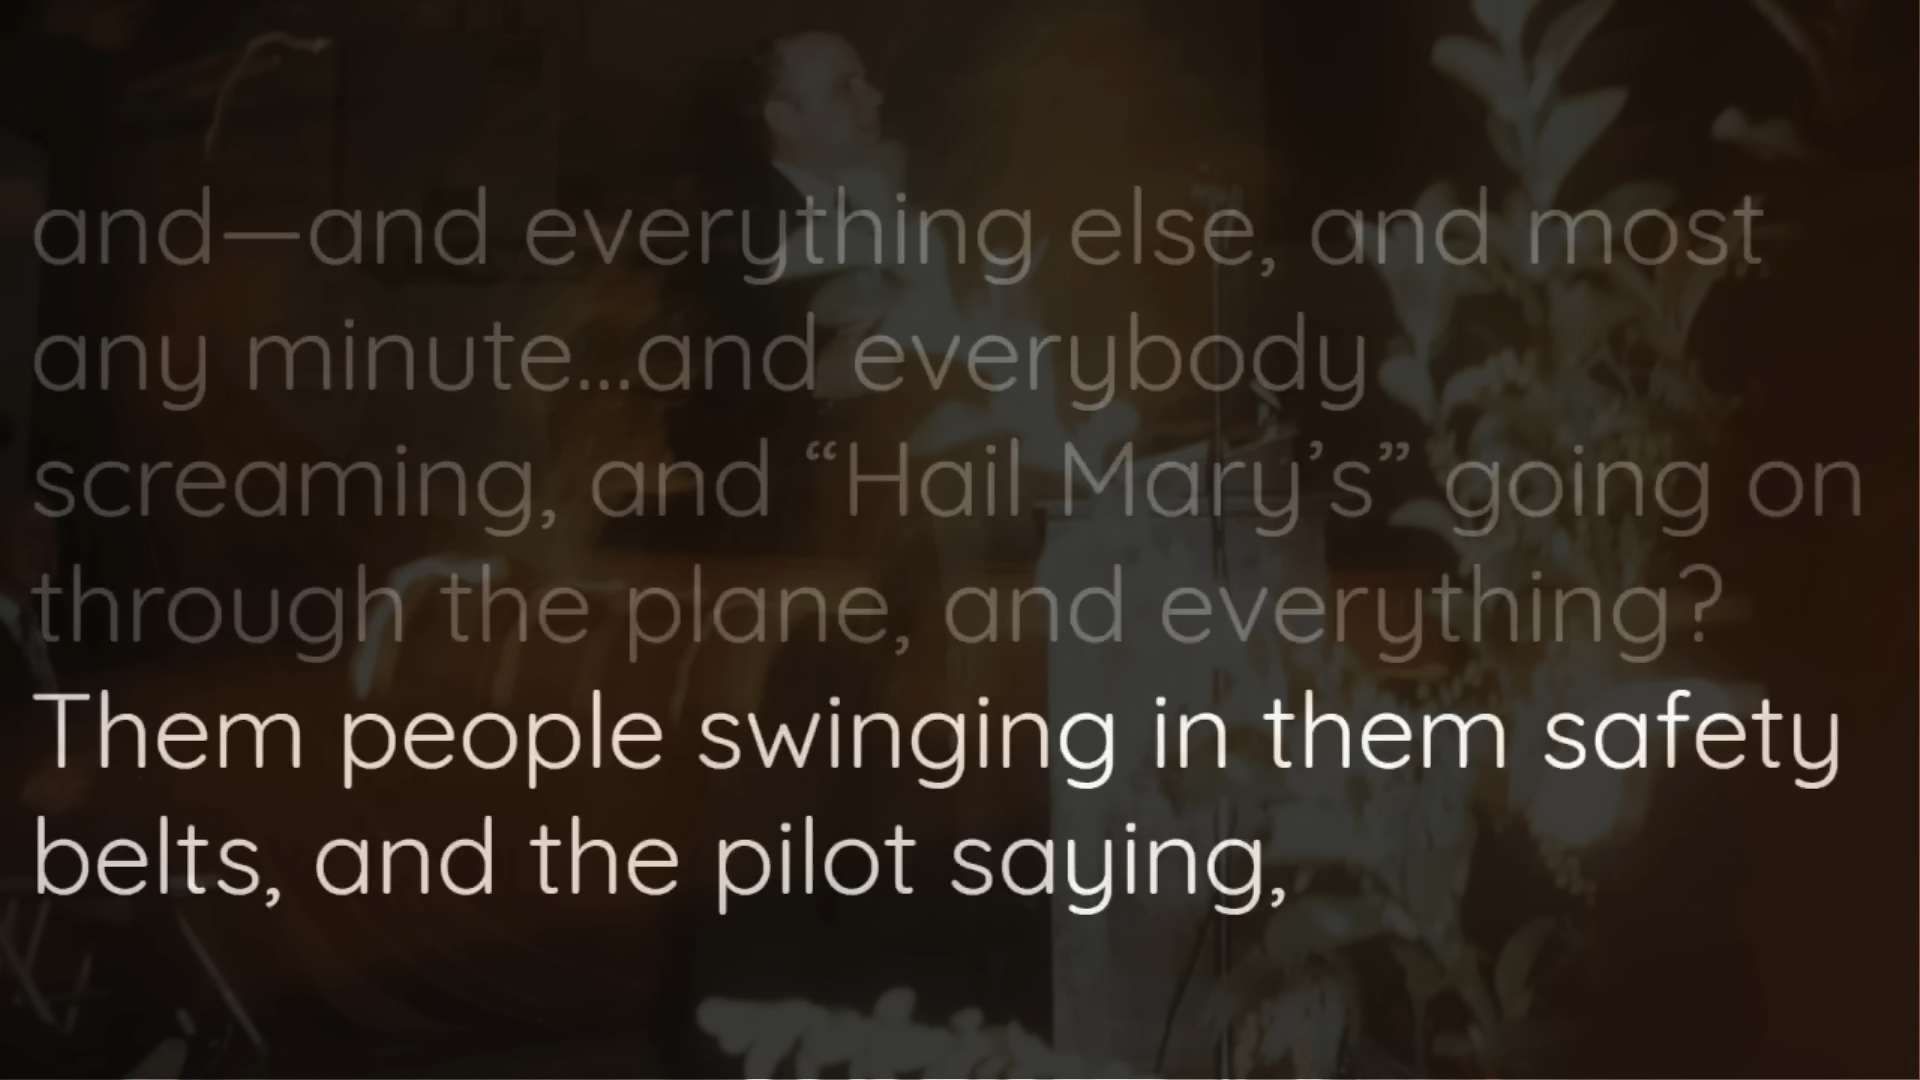 and—and everything else, and most
any minute...and everybody
screaming, and “Hail Mary’s” going on
through the plane, and everything?
Them people swinging in them safety
belts, and the pilot saying,